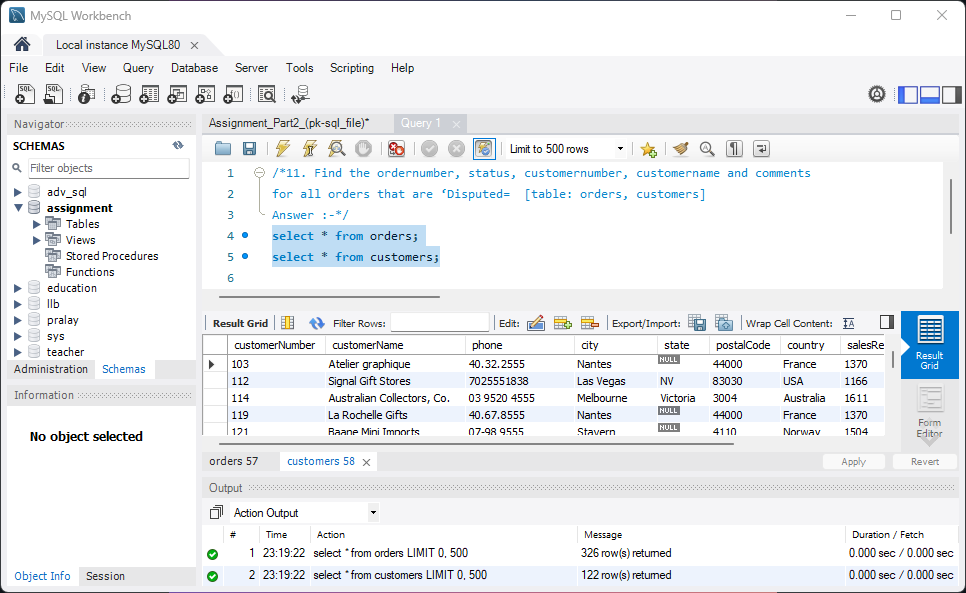 MySQL Workbench
Local instance MySQL80
File Edit View Query Database Server Tools Scripting Help
Navigator
SCHEMAS
Filter objects
adv_sql
assignment
Tables
Views
Stored Procedures
Functions
education
llb
pralay
sys
teacher
Administration Schemas
Information
No object selected
Object Info Session
Assignment_Part2_(pk-sql_file)* Query 1
Limit to 500 rows
1 /*11. Find the ordernumber, status, customernumber, customername and comments
2 for all orders that are ‘Disputed= [table: orders, customers]
3 Answer :-*/
4 select * from orders;
5 select * from customers;
6
Result Grid Filter Rows: Edit: Export/Import: Wrap Cell Content:
customerNumber customerName phone city state postalCode country salesRe
103 Atelier graphique 40.32.2555 Nantes NULL 44000 France 1370
112 Signal Gift Stores 7025551838 Las Vegas NV 83030 USA 1166
114 Australian Collectors, Co. 03 9520 4555 Melbourne Victoria 3004 Australia 1611
119 La Rochelle Gifts 40.67.8555 Nantes NULL 44000 France 1370
121 Baane Mini Imports 07-98 9555 Stavern NULL 4110 Norway 1504
Result
Grid
Form
Editor
orders 57 customers 58 Apply Revert
Output
Action Output
# Time Action Message Duration / Fetch
1 23:19:22 select * from orders LIMIT 0, 500 326 row(s) returned 0.000 sec / 0.000 sec
2 23:19:22 select * from customers LIMIT 0, 500 122 row(s) returned 0.000 sec / 0.000 sec